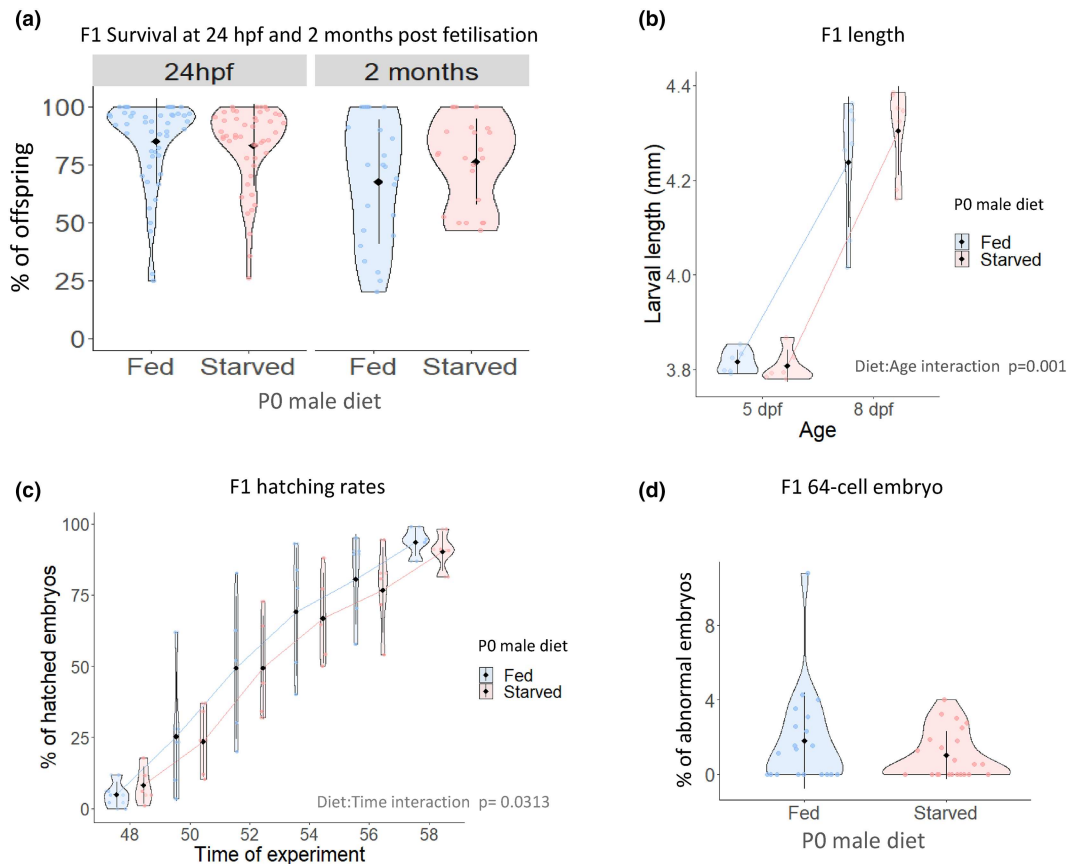 (a)
F1 Survival at 24 hpf and 2 months post fetilisation
24hpf
2 months
100
75
50
25
0
% of offspring
Fed
Starved
Fed
Starved
P0 male diet
(b)
F1 length
4.4
4.2
4.0
3.8
Larval length (mm)
P0 male diet
Fed
Starved
Diet:Age interaction p=0.001
5 dpf
8 dpf
Age
(c)
F1 hatching rates
100
75
50
25
0
% of hatched embryos
P0 male diet
Fed
Starved
Diet:Time interaction p= 0.0313
48
50
52
54
56
58
Time of experiment
(d)
F1 64-cell embryo
8
4
0
% of abnormal embryos
Fed
Starved
P0 male diet